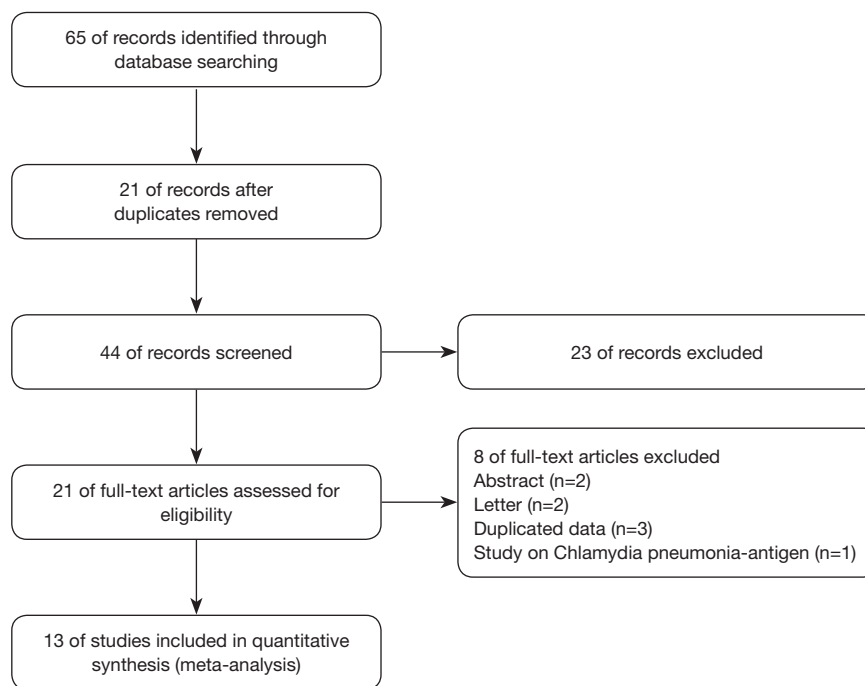 65 of records identified through
database searching
21 of records after
duplicates removed
44 of records screened
23 of records excluded
21 of full-text articles assessed for
eligibility
8 of full-text articles excluded
Abstract (n=2)
Letter (n=2)
Duplicated data (n=3)
Study on Chlamydia pneumonia-antigen (n=1)
13 of studies included in quantitative
synthesis (meta-analysis)